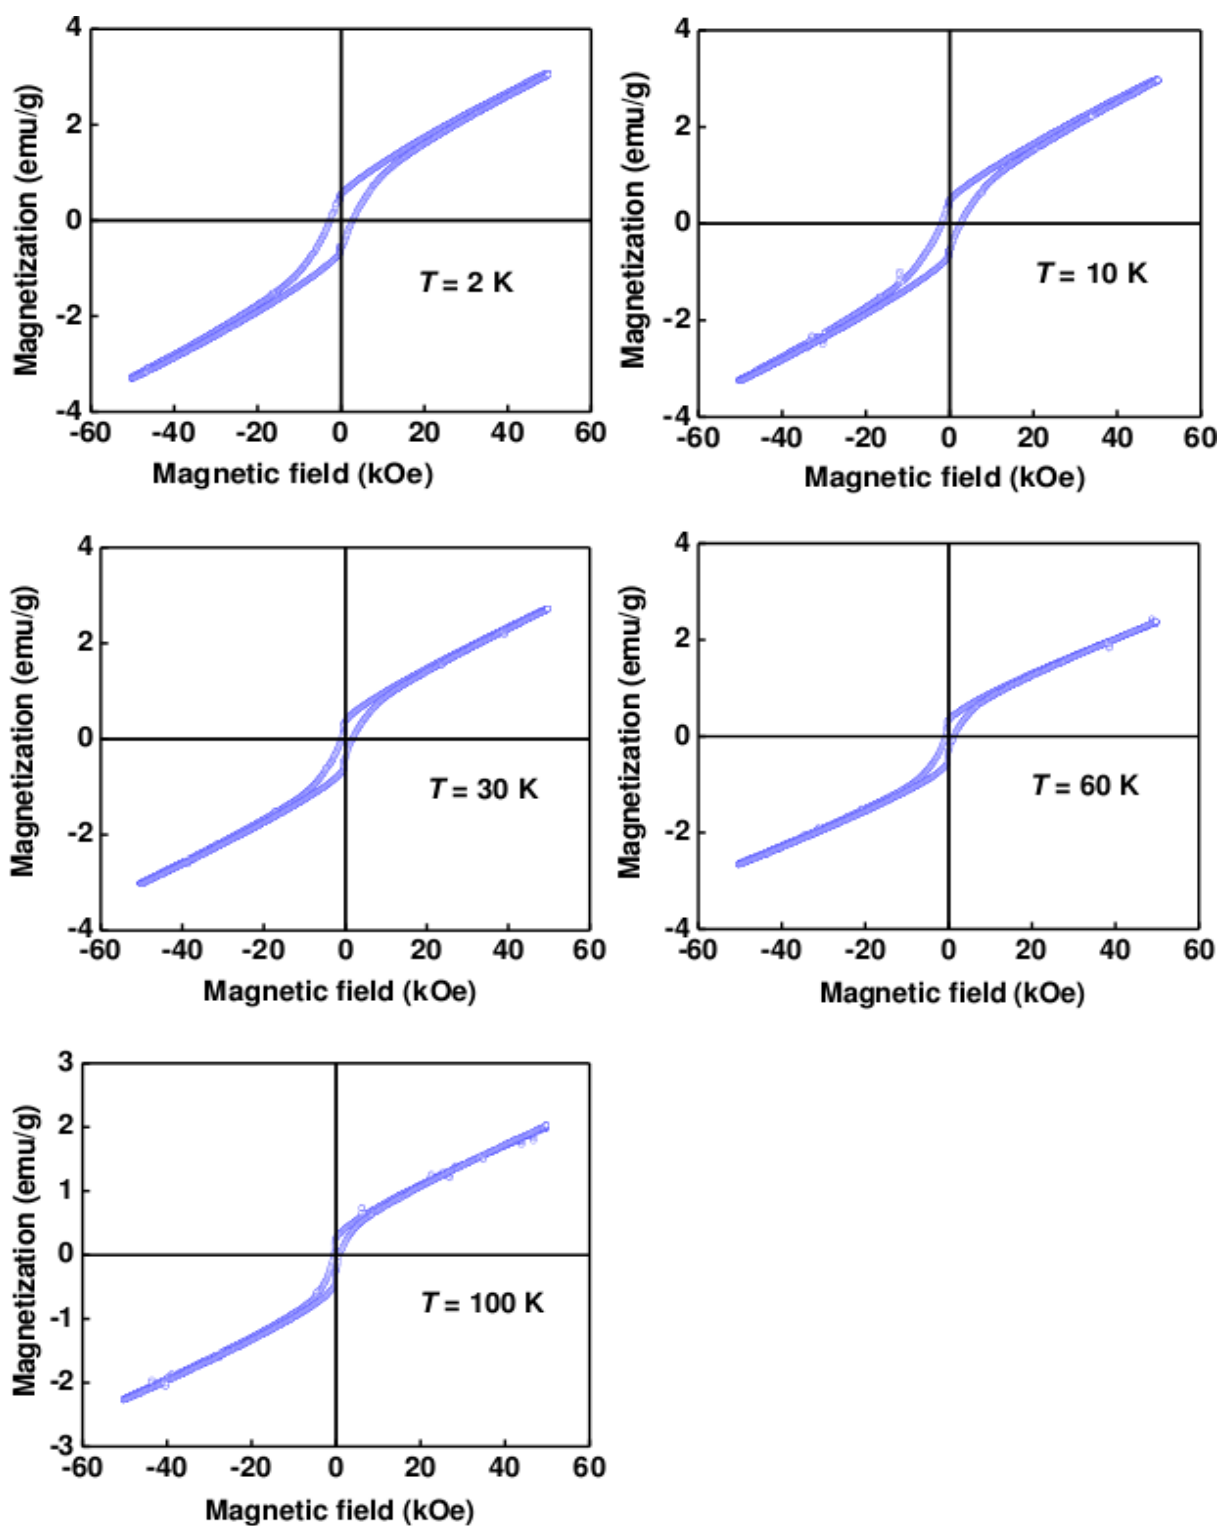 4
2
0
-2
-4
-60 -40 -20 0 20 40 60
Magnetization (emu/g)
Magnetic field (kOe)
T = 2 K
4
2
0
-2
-4
-60 -40 -20 0 20 40 60
Magnetization (emu/g)
Magnetic field (kOe)
T = 10 K
4
2
0
-2
-4
-60 -40 -20 0 20 40 60
Magnetization (emu/g)
Magnetic field (kOe)
T = 30 K
4
2
0
-2
-4
-60 -40 -20 0 20 40 60
Magnetization (emu/g)
Magnetic field (kOe)
T = 60 K
3
2
1
0
-1
-2
-3
-60 -40 -20 0 20 40 60
Magnetization (emu/g)
Magnetic field (kOe)
T = 100 K